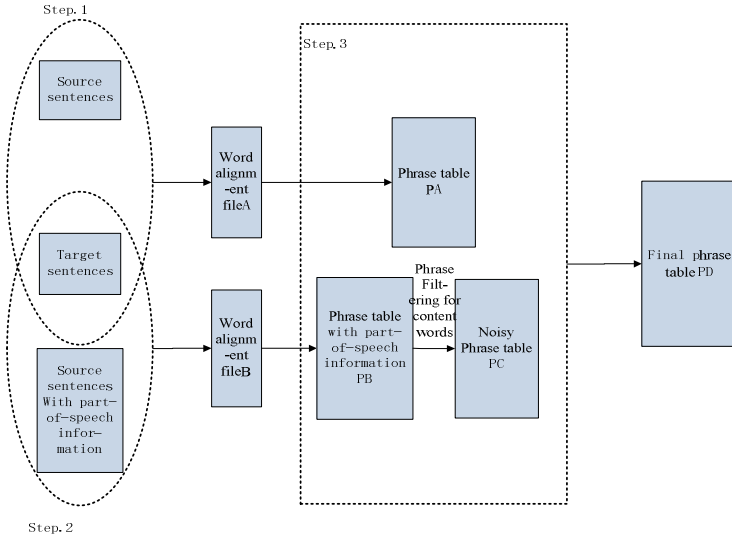 Step.1
Source
sentences
Target
sentences
Source
sentences
With part-
of-speech
infor-
mation
Step.2
Word
alignm
-ent
fileA
Word
alignm
-ent
fileB
Step.3
Phrase table
PA
Phrase table
with part-
of-speech
information
PB
Phrase
Filt-
ering for
content
words
Noisy
Phrase table
PC
Final phrase
table PD